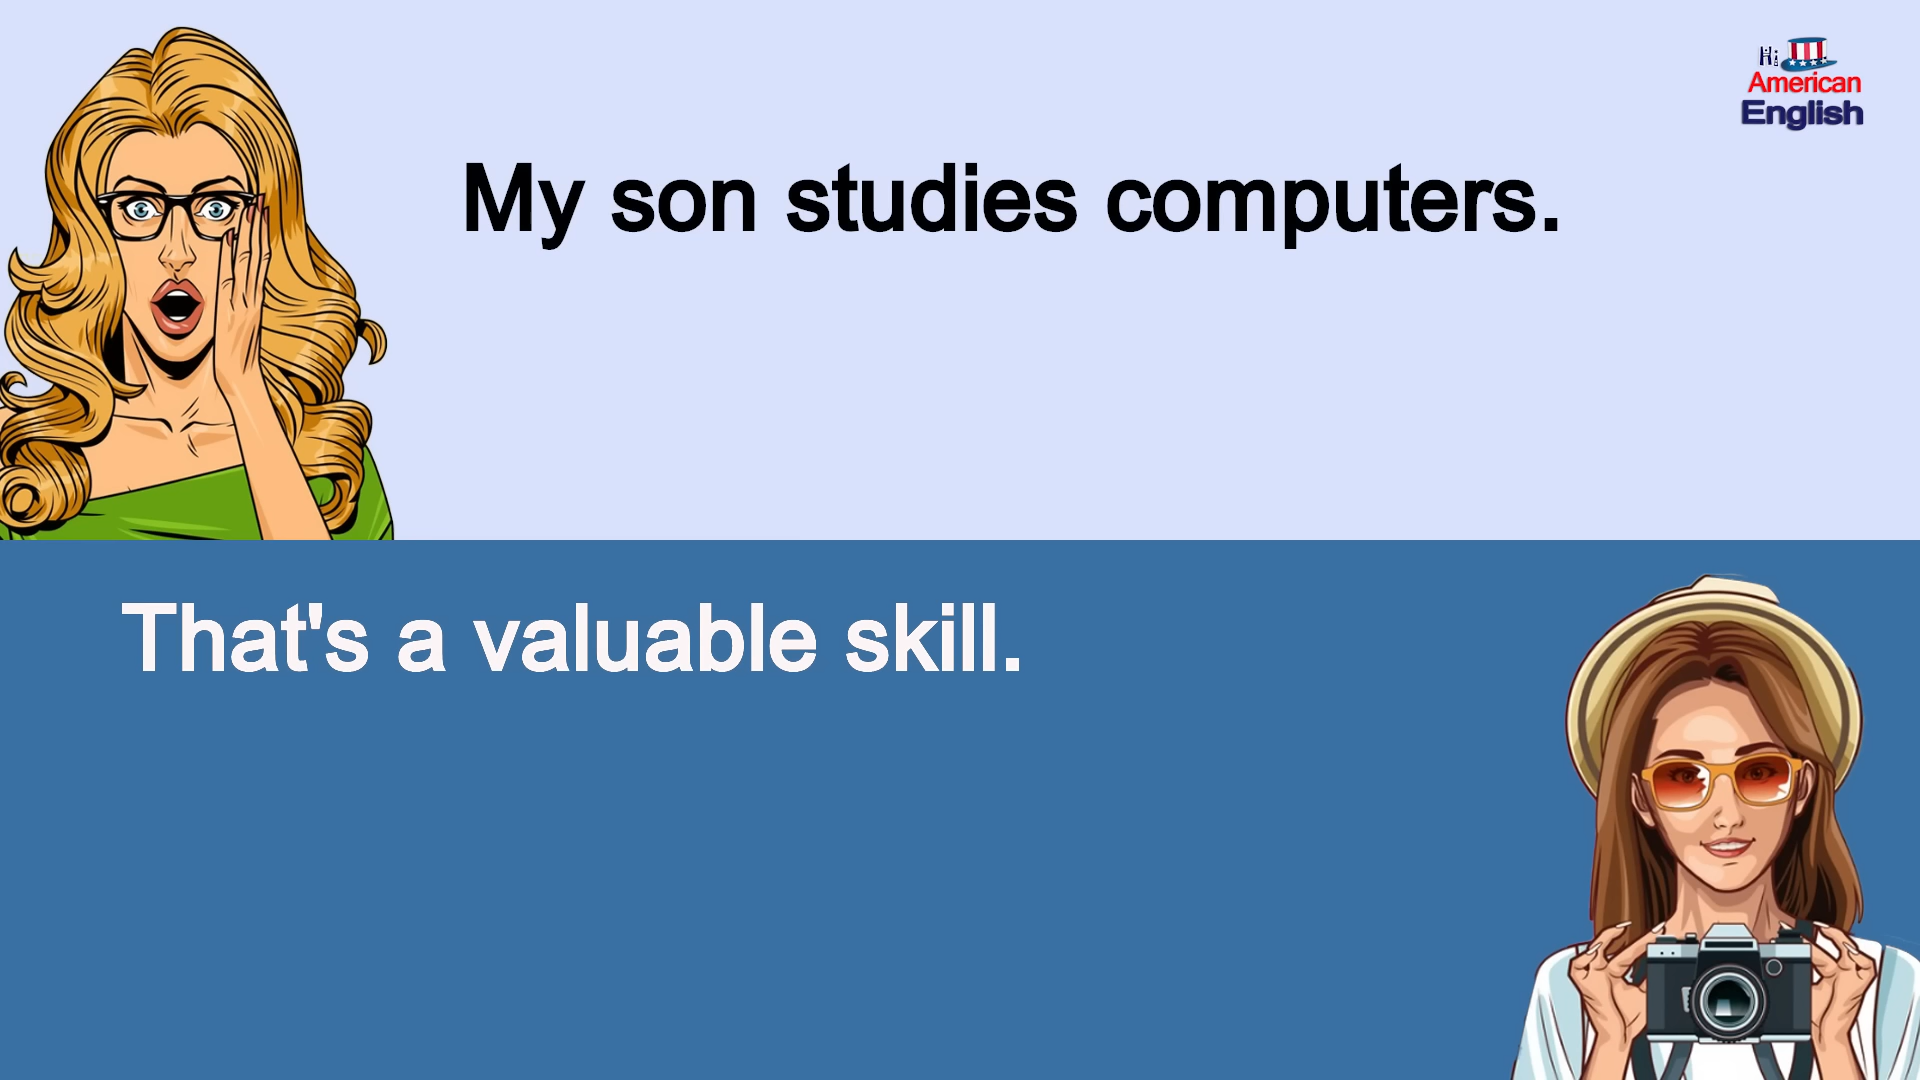 Hi
American
English
My son studies computers.
That's a valuable skill.